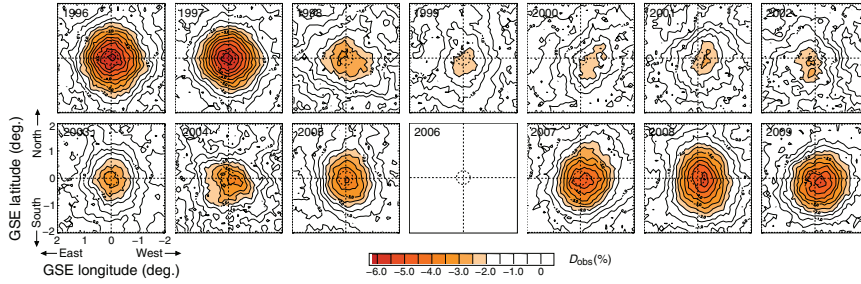 1996 1997 1998 1999 2000 2001 2002
2003 2004 2005 2006 2007 2008 2009
GSE latitude (deg.)
North
South
2
1
0
−1
−2
2 1 0 −1 −2
East West
GSE longitude (deg.)
−6.0 −5.0 −4.0 −3.0 −2.0 −1.0 0
Dobs(%)